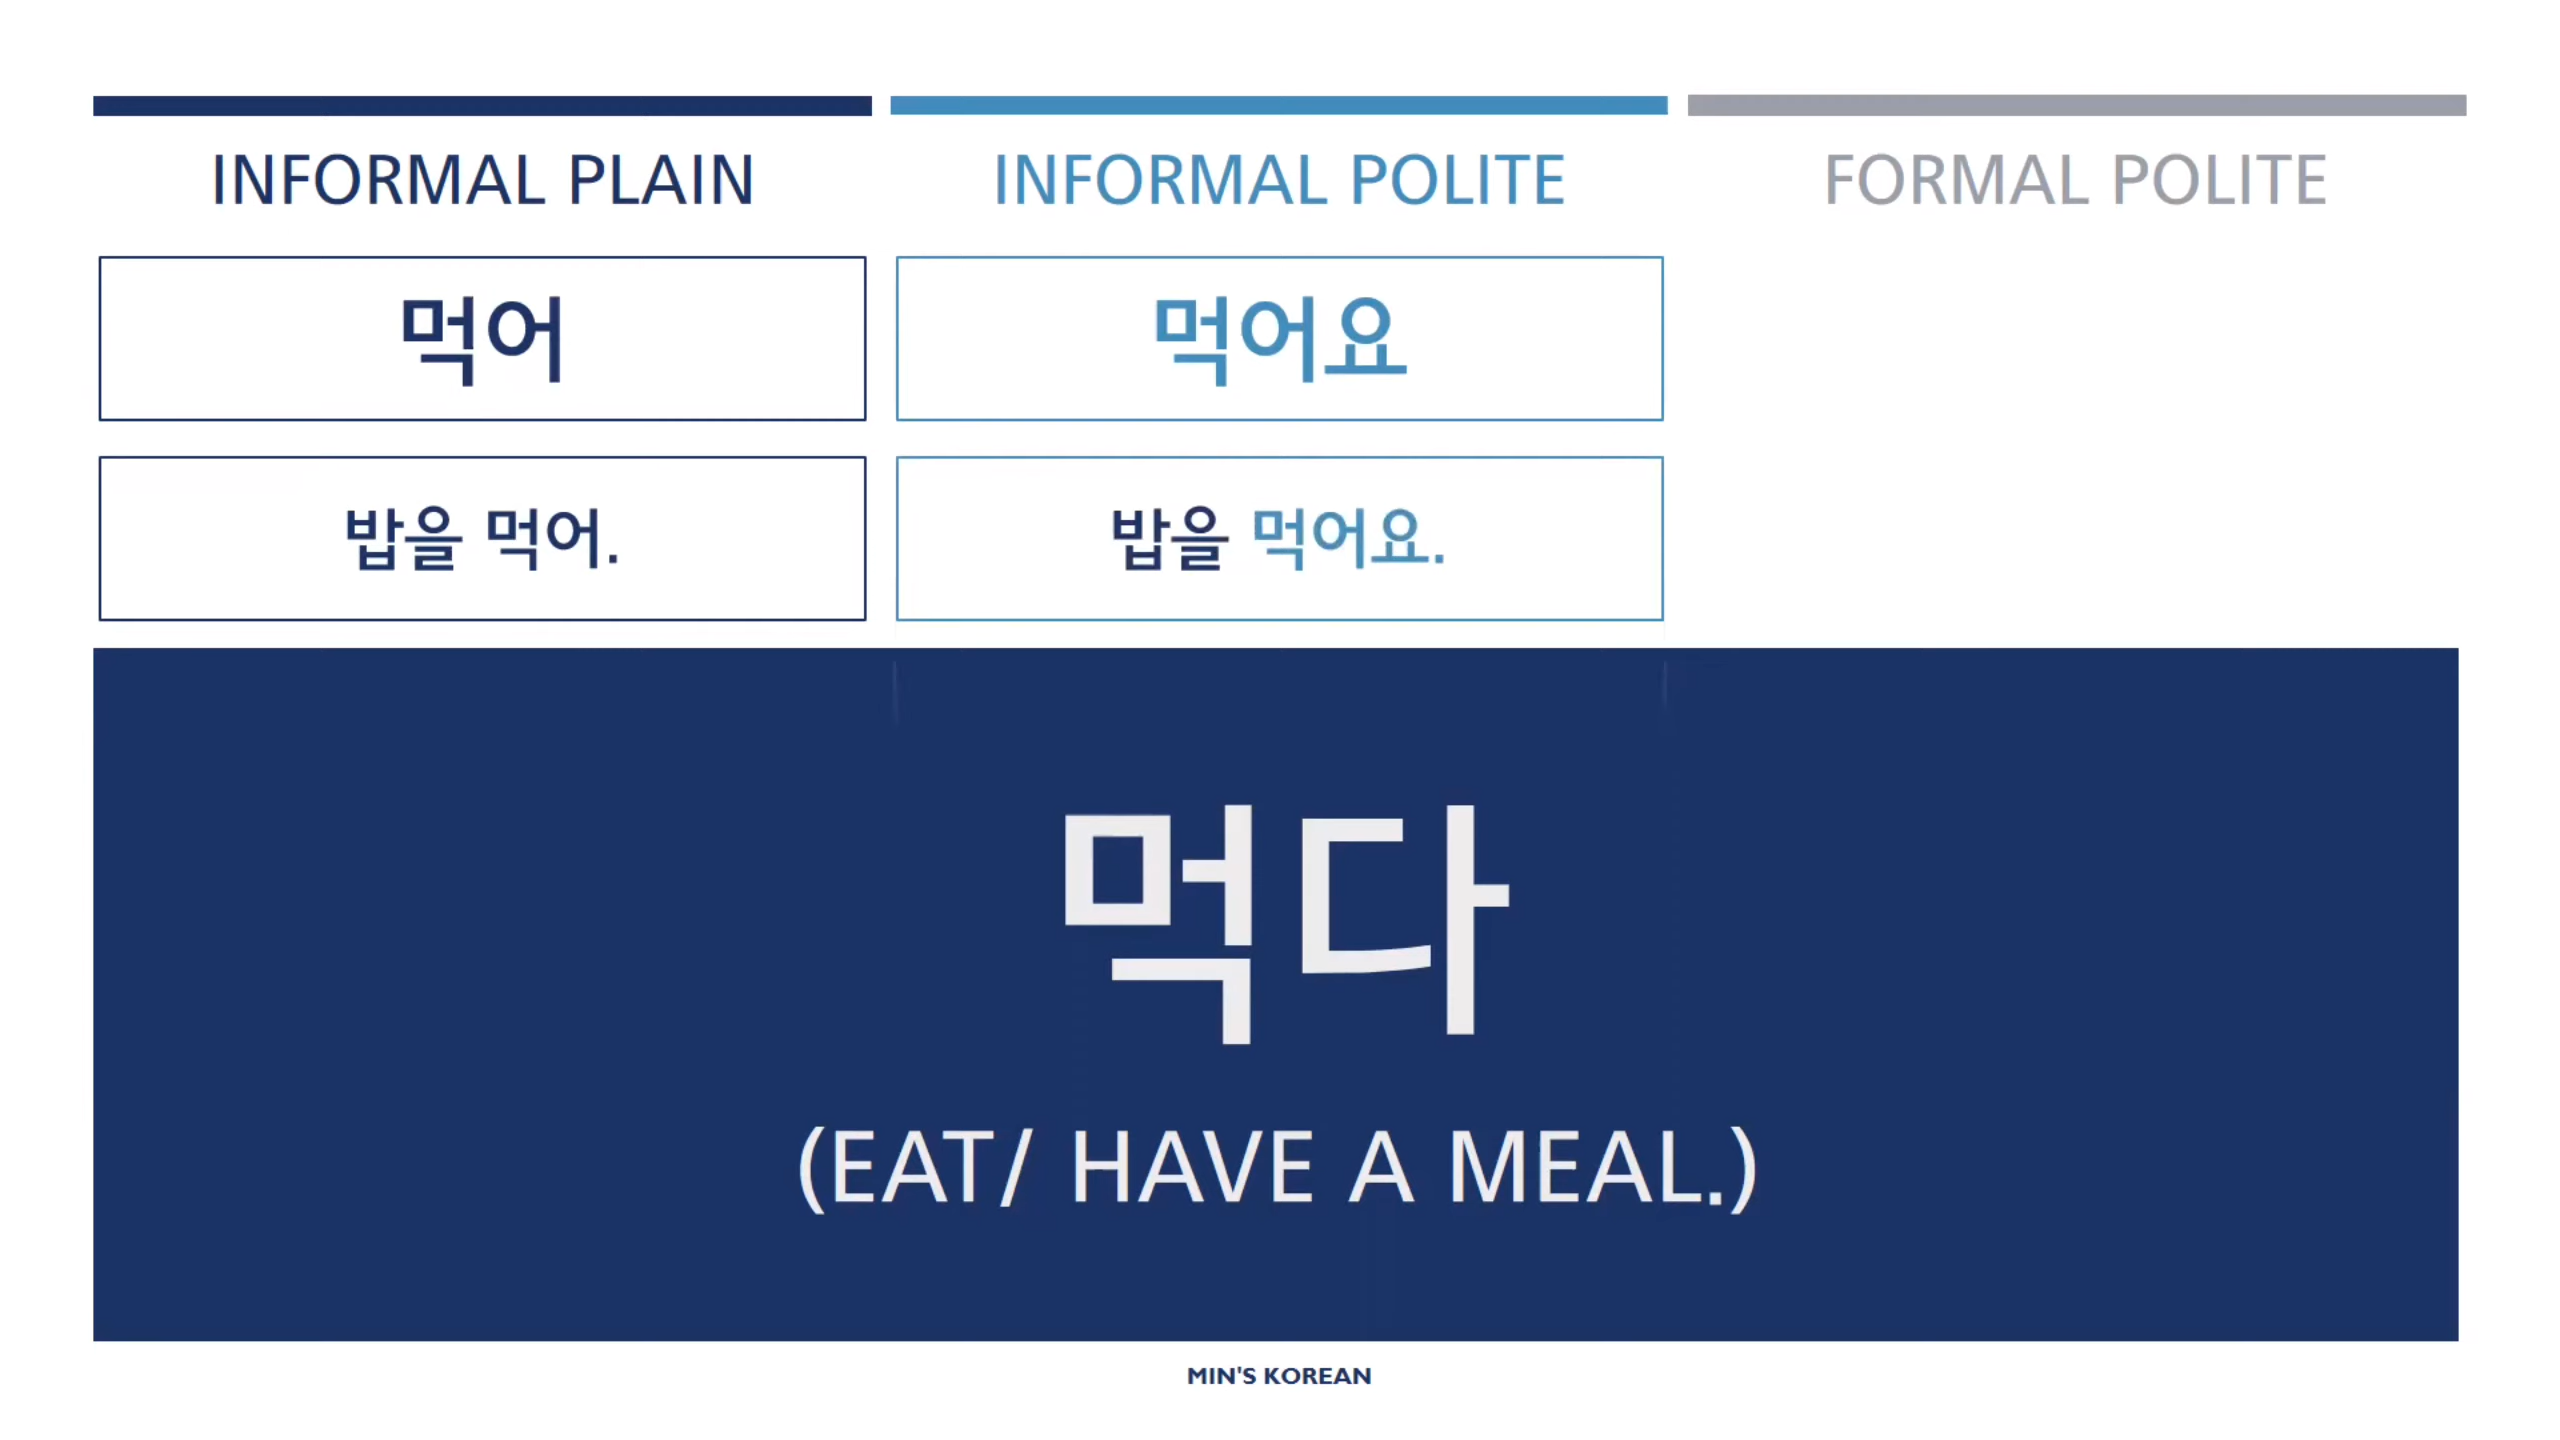 INFORMAL PLAIN
INFORMAL POLITE
FORMAL POLITE
먹어
먹어요
밥을 먹어.
밥을 먹어요.
먹다
(EAT/ HAVE A MEAL.)
MIN'S KOREAN